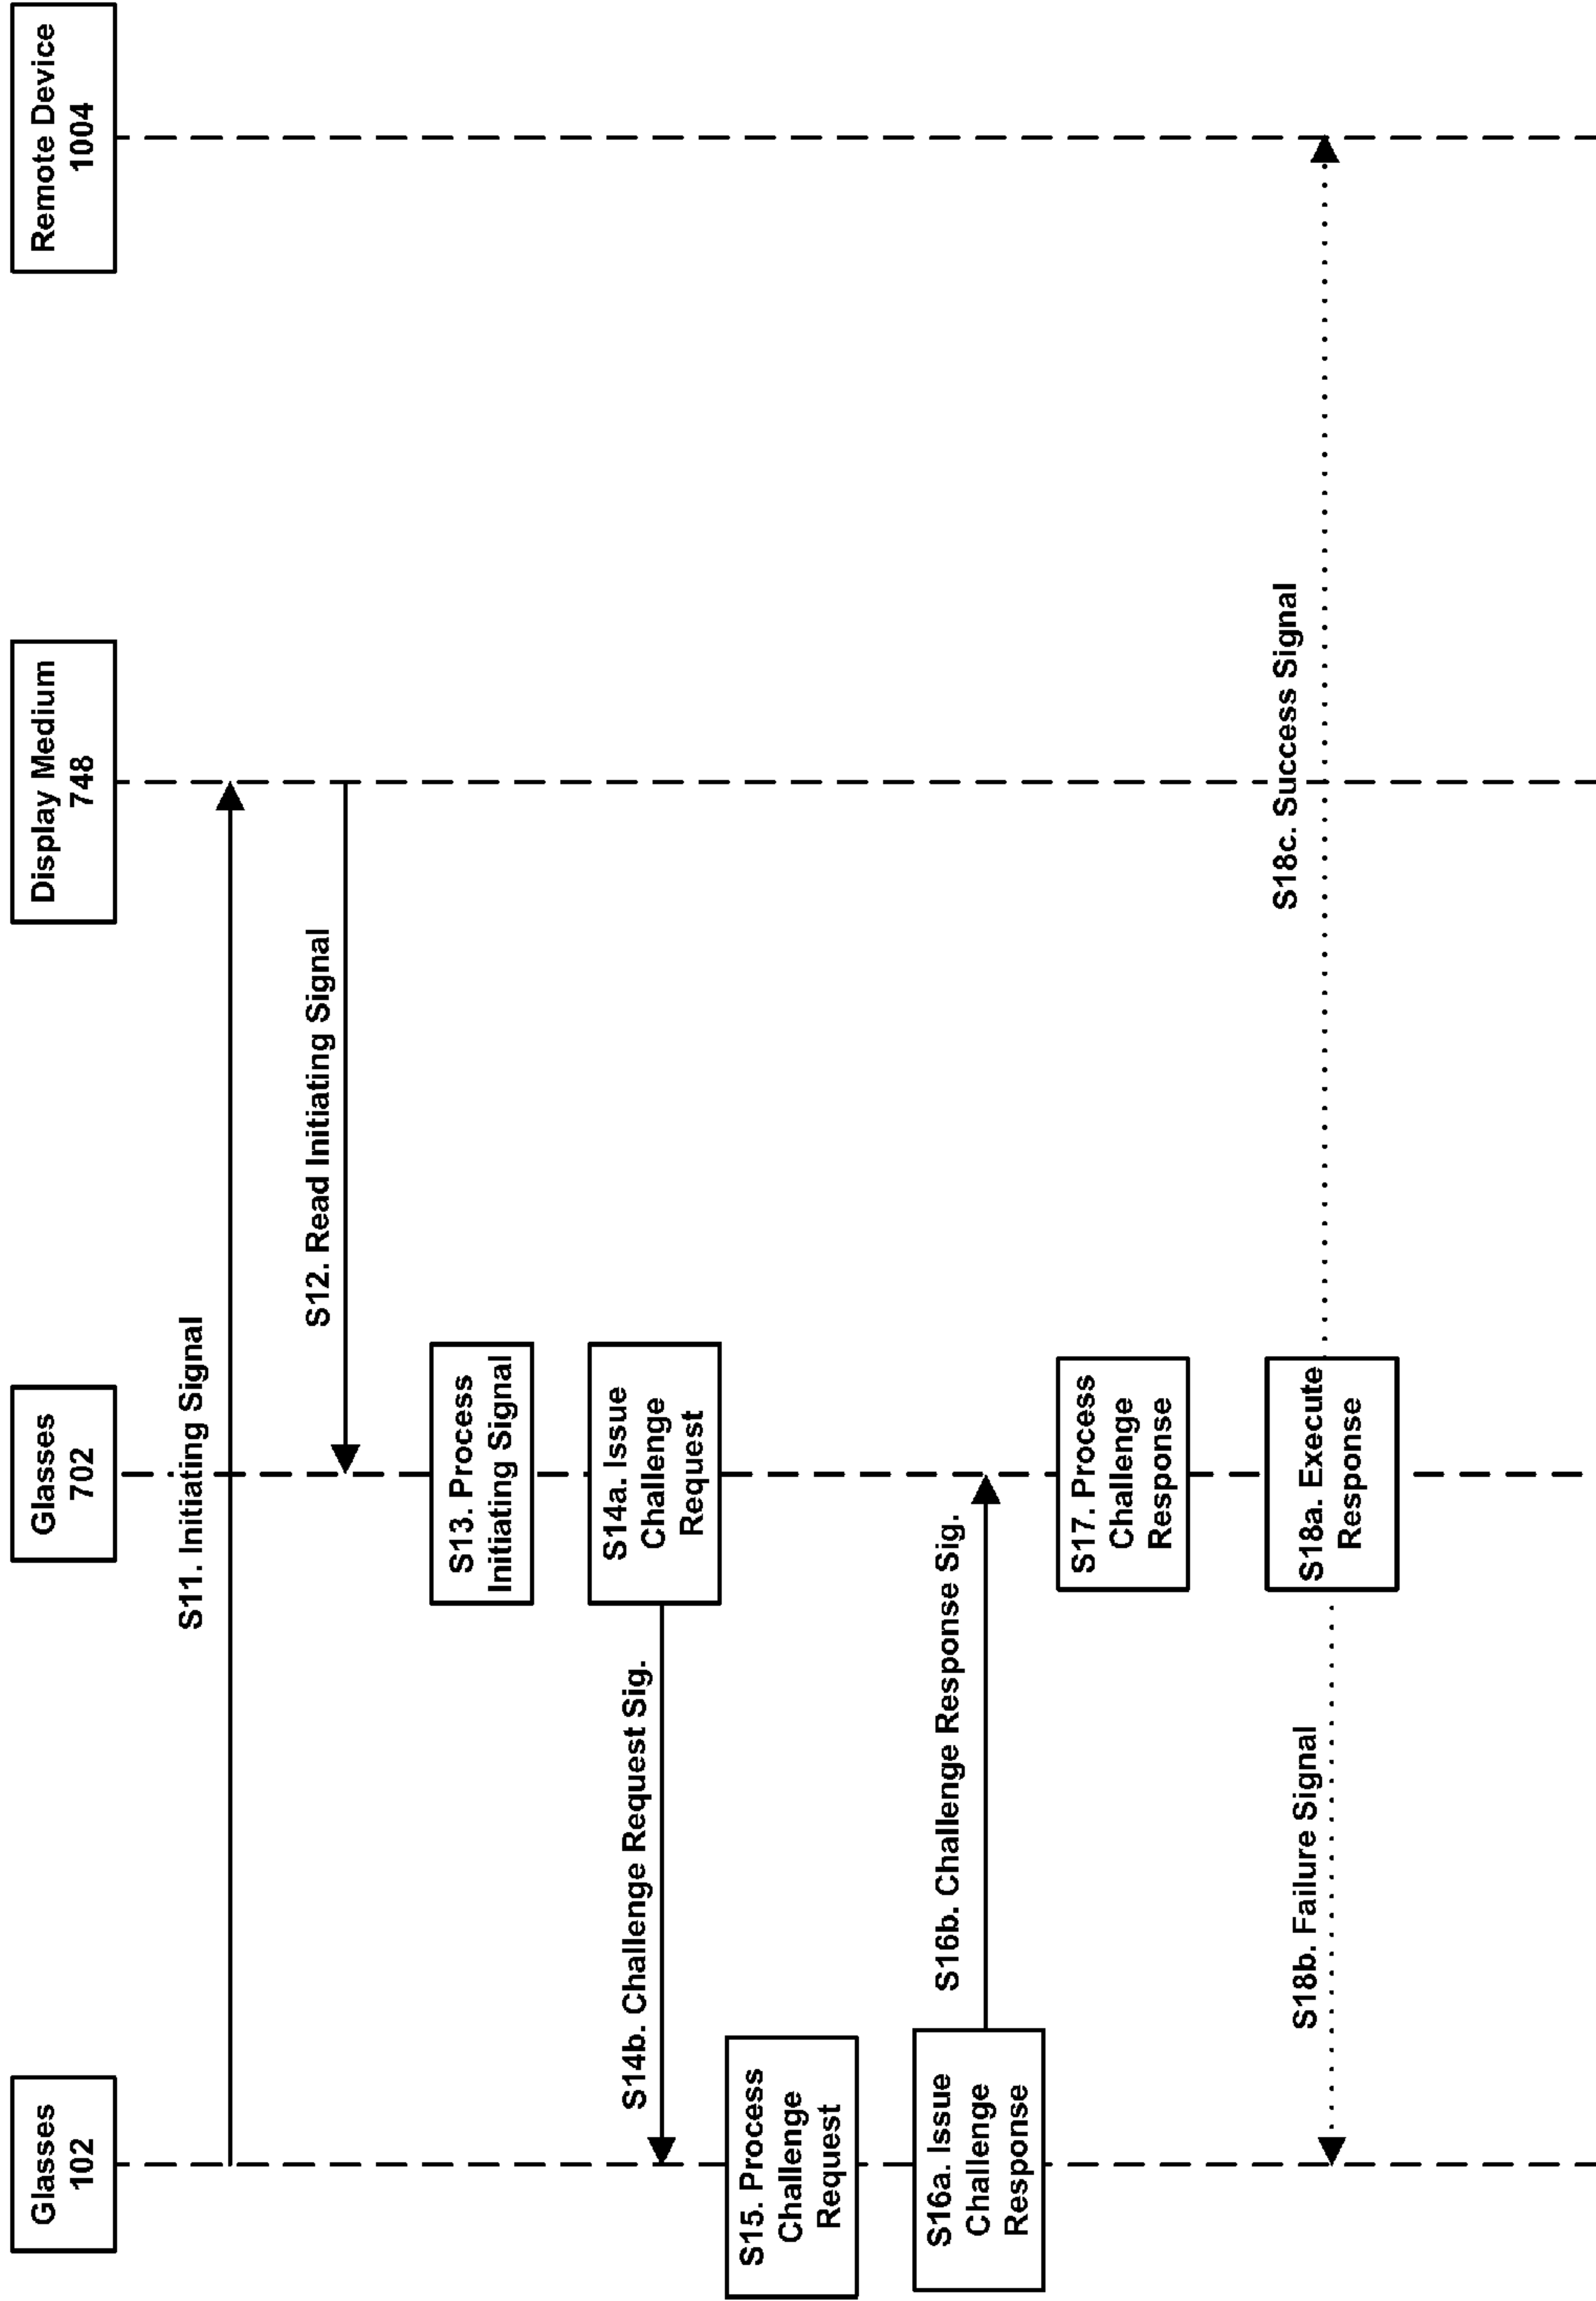 Glasses
102
Glasses
702
Display Medium
748
Remote Device
1004
S11. Initiating Signal
S12. Read Initiating Signal
S13. Process
Initiating Signal
S14a. Issue
Challenge
Request
S14b. Challenge Request Sig.
S15. Process
Challenge
Request
S16a. Issue
Challenge
Response
S16b. Challenge Response Sig.
S17. Process
Challenge
Response
S18a. Execute
Response
S18b. Failure Signal
S18c. Success Signal